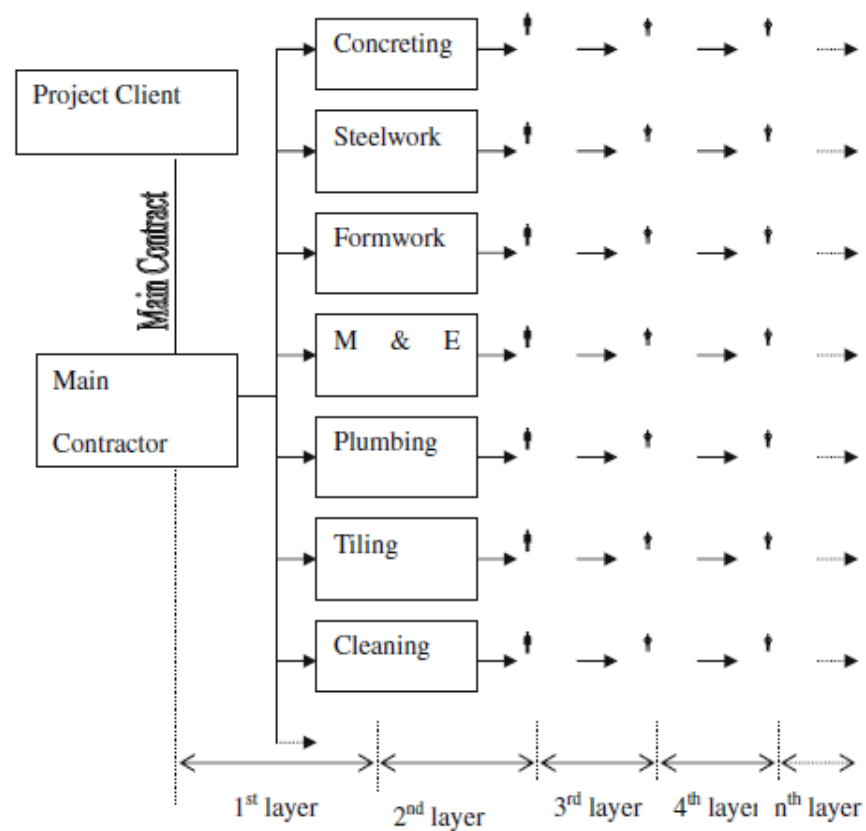 Project Client
Main Contract
Main
Contractor
Concreting
Steelwork
Formwork
M & E
Plumbing
Tiling
Cleaning
1st layer
2nd layer
3rd layer
4th layer
nth layer